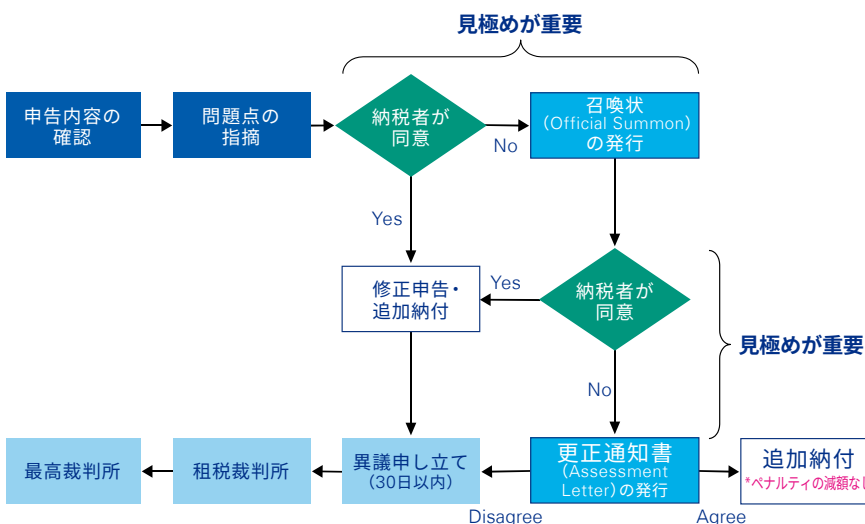 見極めが重要
申告内容の
確認
問題点の
指摘
納税者が
同意
No
召喚状
(Official Summon)
の発行
Yes
修正申告・
追加納付
Yes
納税者が
同意
見極めが重要
No
最高裁判所
租税裁判所
異議申し立て
(30日以内)
Disagree
更正通知書
(Assessment
Letter)の発行
Agree
追加納付
*ペナルティの減額なし